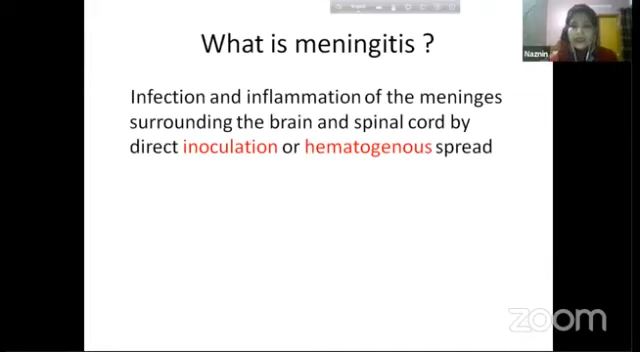 What is meningitis ?
Naznin
Infection and inflammation of the meninges
surrounding the brain and spinal cord by
direct inoculation or hematogenous spread
zoom